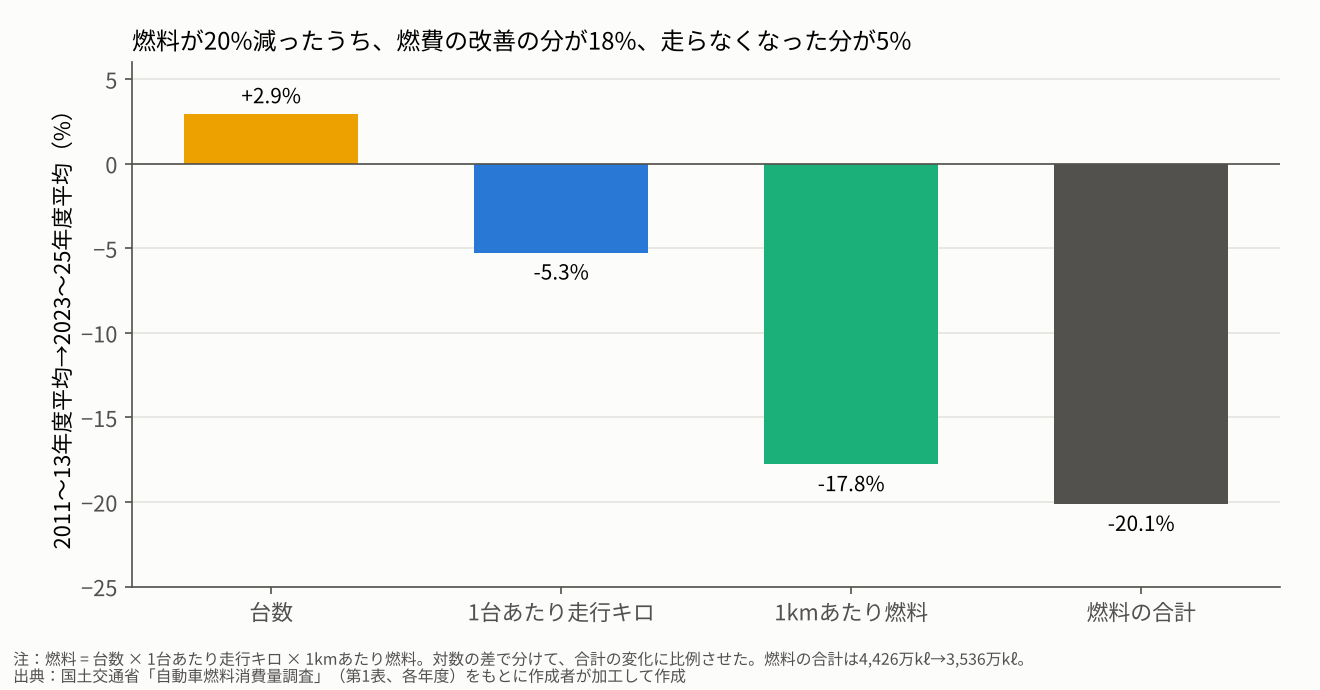 燃料が20%減ったうち、燃費の改善の分が18%、走らなくなった分が5%
2011〜13年度平均→2023〜25年度平均（%）
5
0
−5
−10
−15
−20
−25
+2.9%
-5.3%
-17.8%
-20.1%
台数
1台あたり走行キロ
1kmあたり燃料
燃料の合計
注：燃料 = 台数 × 1台あたり走行キロ × 1kmあたり燃料。対数の差で分けて、合計の変化に比例させた。燃料の合計は4,426万kℓ→3,536万kℓ。
出典：国土交通省「自動車燃料消費量調査」（第1表、各年度）をもとに作成者が加工して作成